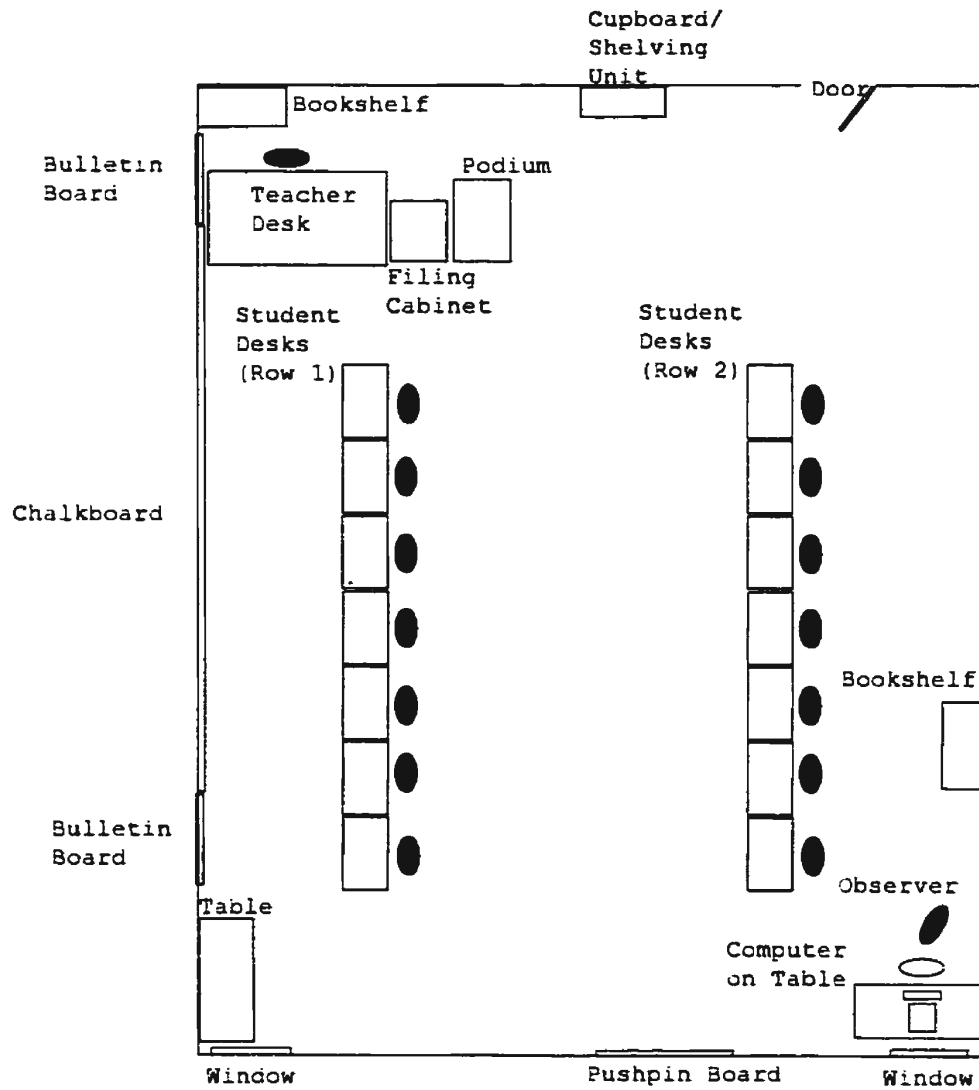 Cupboard/
Shelving
Unit
Door
Bookshelf
Bulletin
Board
Podium
Teacher
Desk
Filing
Cabinet
Student
Desks
(Row 1)
Student
Desks
(Row 2)
Chalkboard
Bookshelf
Bulletin
Board
Observer
Table
Computer
on Table
Window
Pushpin Board
Window